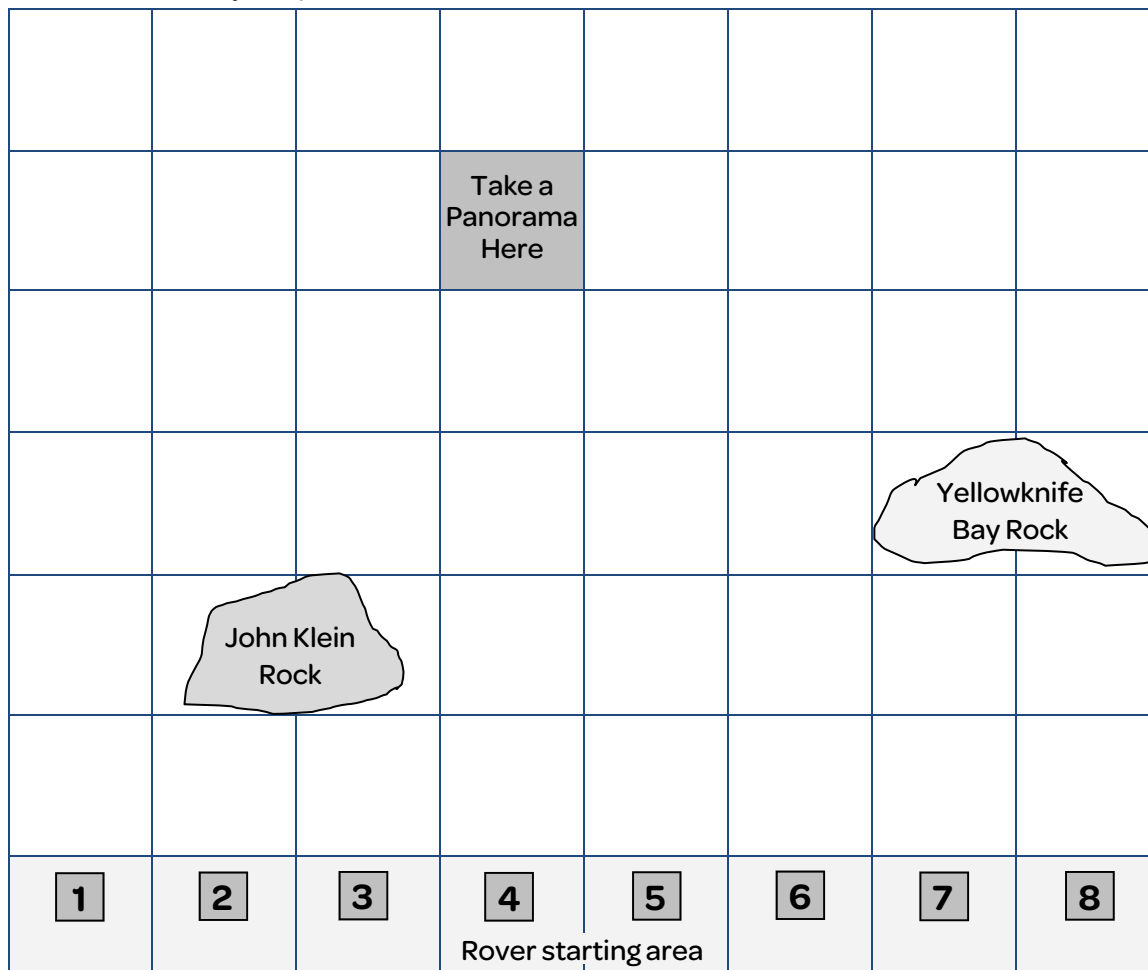 Take a
Panorama
Here
Yellowknife
Bay Rock
John Klein
Rock
1 2 3 4 5 6 7 8
Rover starting area